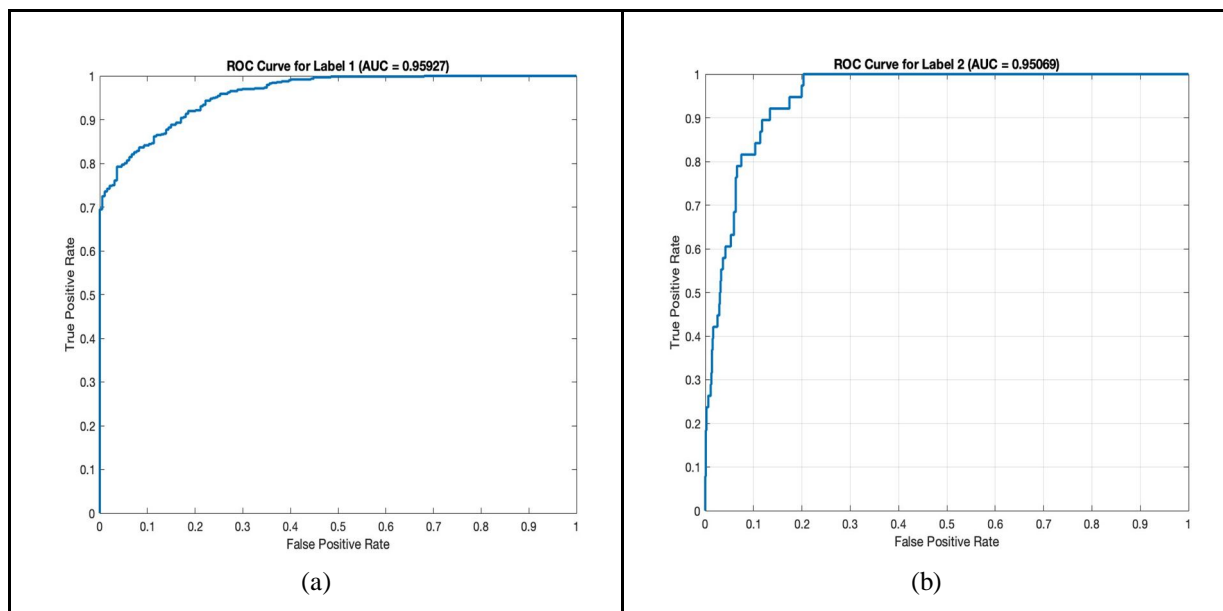 ROC Curve for Label 1 (AUC = 0.95927)
1
0.9
0.8
0.7
0.6
0.5
0.4
0.3
0.2
0.1
0
True Positive Rate
0 0.1 0.2 0.3 0.4 0.5 0.6 0.7 0.8 0.9 1
False Positive Rate
(a)
ROC Curve for Label 2 (AUC = 0.95069)
1
0.9
0.8
0.7
0.6
0.5
0.4
0.3
0.2
0.1
0
True Positive Rate
0 0.1 0.2 0.3 0.4 0.5 0.6 0.7 0.8 0.9 1
False Positive Rate
(b)